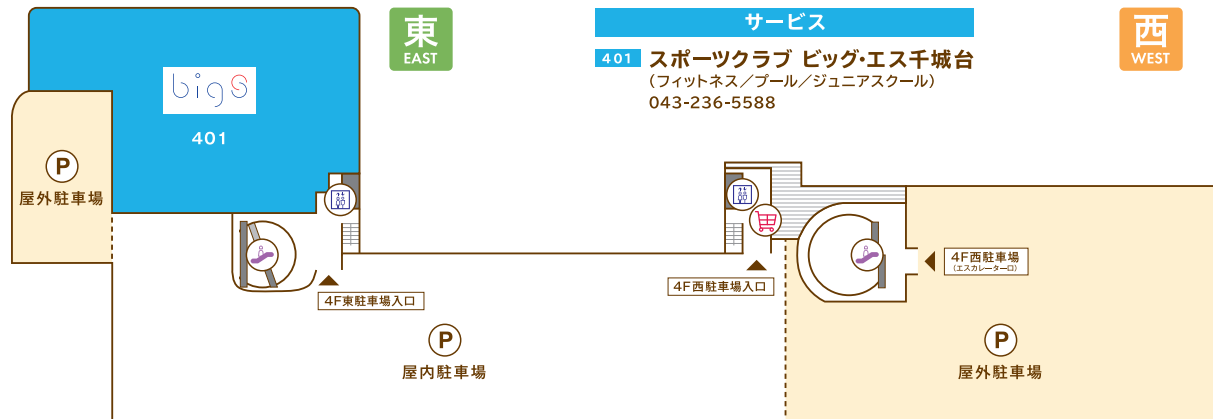 東
EAST
サービス
401 スポーツクラブ ビッグ・エス千城台
(フィットネス／プール／ジュニアスクール)
043-236-5588
西
WEST
bigs
401
P
屋外駐車場
4F東駐車場入口
4F西駐車場入口
4F西駐車場
(エスカレーター口)
P
屋内駐車場
P
屋外駐車場